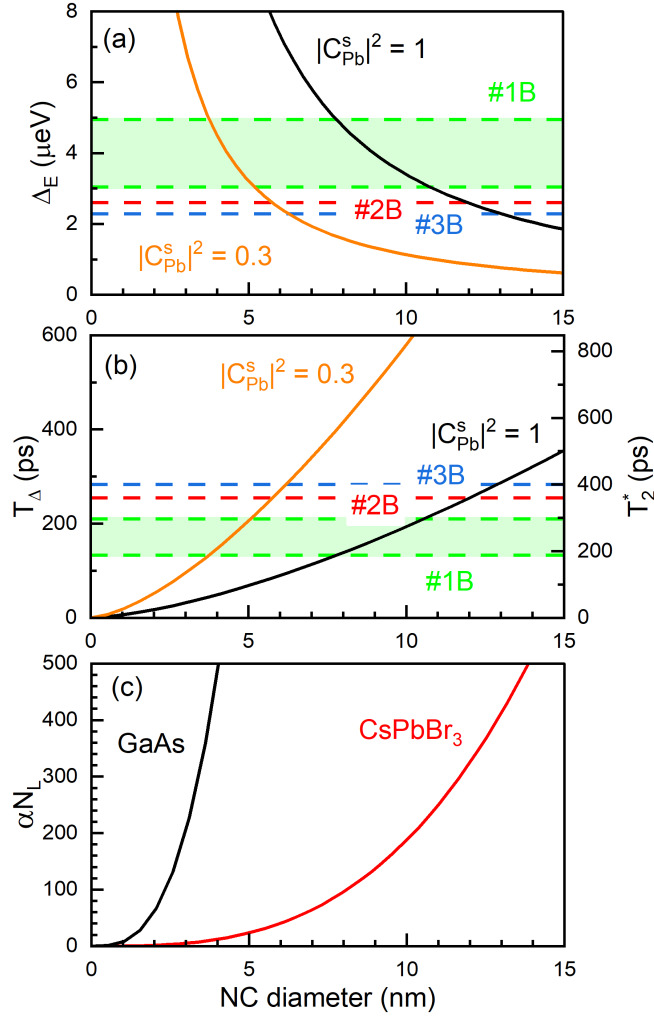 (a)
|C^s_Pb|^2 = 1
#1B
#2B
#3B
|C^s_Pb|^2 = 0.3
Δ_E (μeV)
8
6
4
2
0
0 5 10 15
(b)
|C^s_Pb|^2 = 0.3
|C^s_Pb|^2 = 1
#3B
#2B
#1B
T_Δ (ps)
600
400
200
0
T_2^* (ps)
800
600
400
200
0
0 5 10 15
(c)
GaAs
CsPbBr₃
αN_L
500
400
300
200
100
0
0 5 10 15
NC diameter (nm)